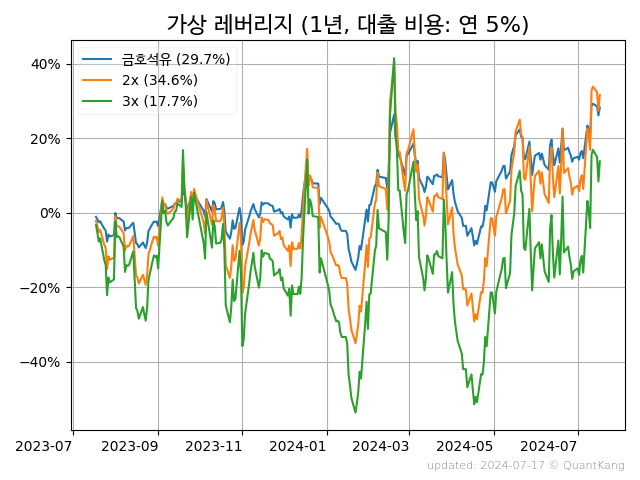 가상 레버리지 (1년, 대출 비용: 연 5%)
금호석유 (29.7%)
2x (34.6%)
3x (17.7%)
40%
20%
0%
−20%
−40%
2023-07 2023-09 2023-11 2024-01 2024-03 2024-05 2024-07
updated: 2024-07-17 © QuantKang